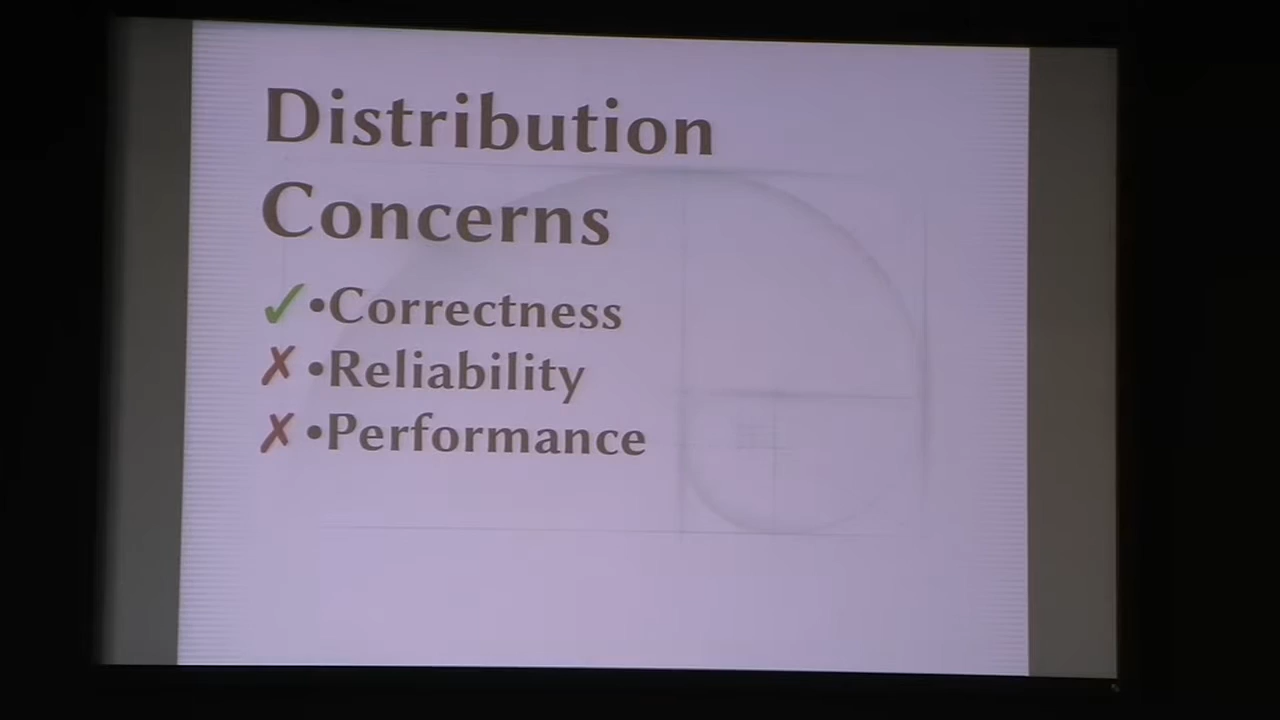 Distribution
Concerns
✓•Correctness
✗•Reliability
✗•Performance